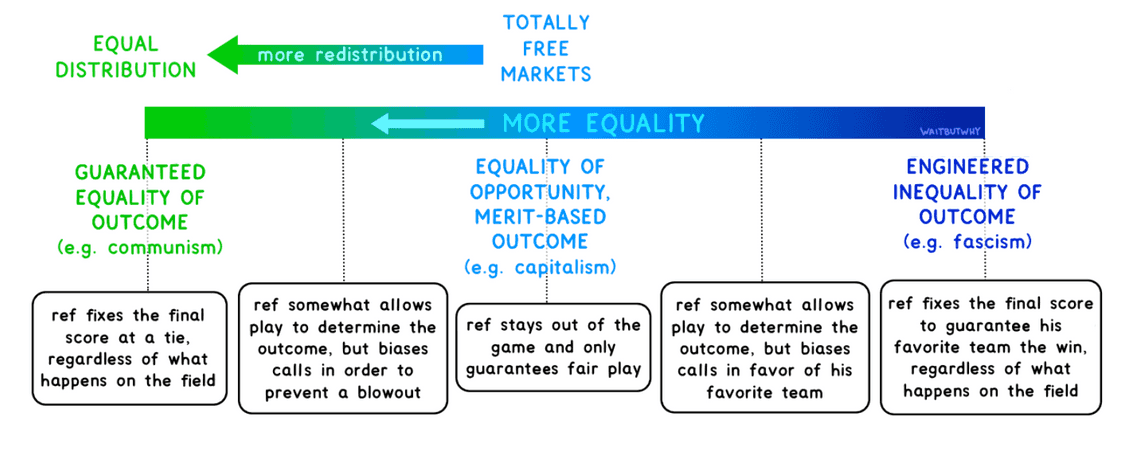 TOTALLY
FREE
MARKETS
EQUAL
DISTRIBUTION
more redistribution
MORE EQUALITY
WAITBUTWHY
GUARANTEED
EQUALITY OF
OUTCOME
(e.g. communism)
EQUALITY OF
OPPORTUNITY,
MERIT-BASED
OUTCOME
(e.g. capitalism)
ENGINEERED
INEQUALITY OF
OUTCOME
(e.g. fascism)
ref fixes the final
score at a tie,
regardless of what
happens on the field
ref somewhat allows
play to determine the
outcome, but biases
calls in order to
prevent a blowout
ref stays out of the
game and only
guarantees fair play
ref somewhat allows
play to determine the
outcome, but biases
calls in favor of his
favorite team
ref fixes the final score
to guarantee his
favorite team the win,
regardless of what
happens on the field